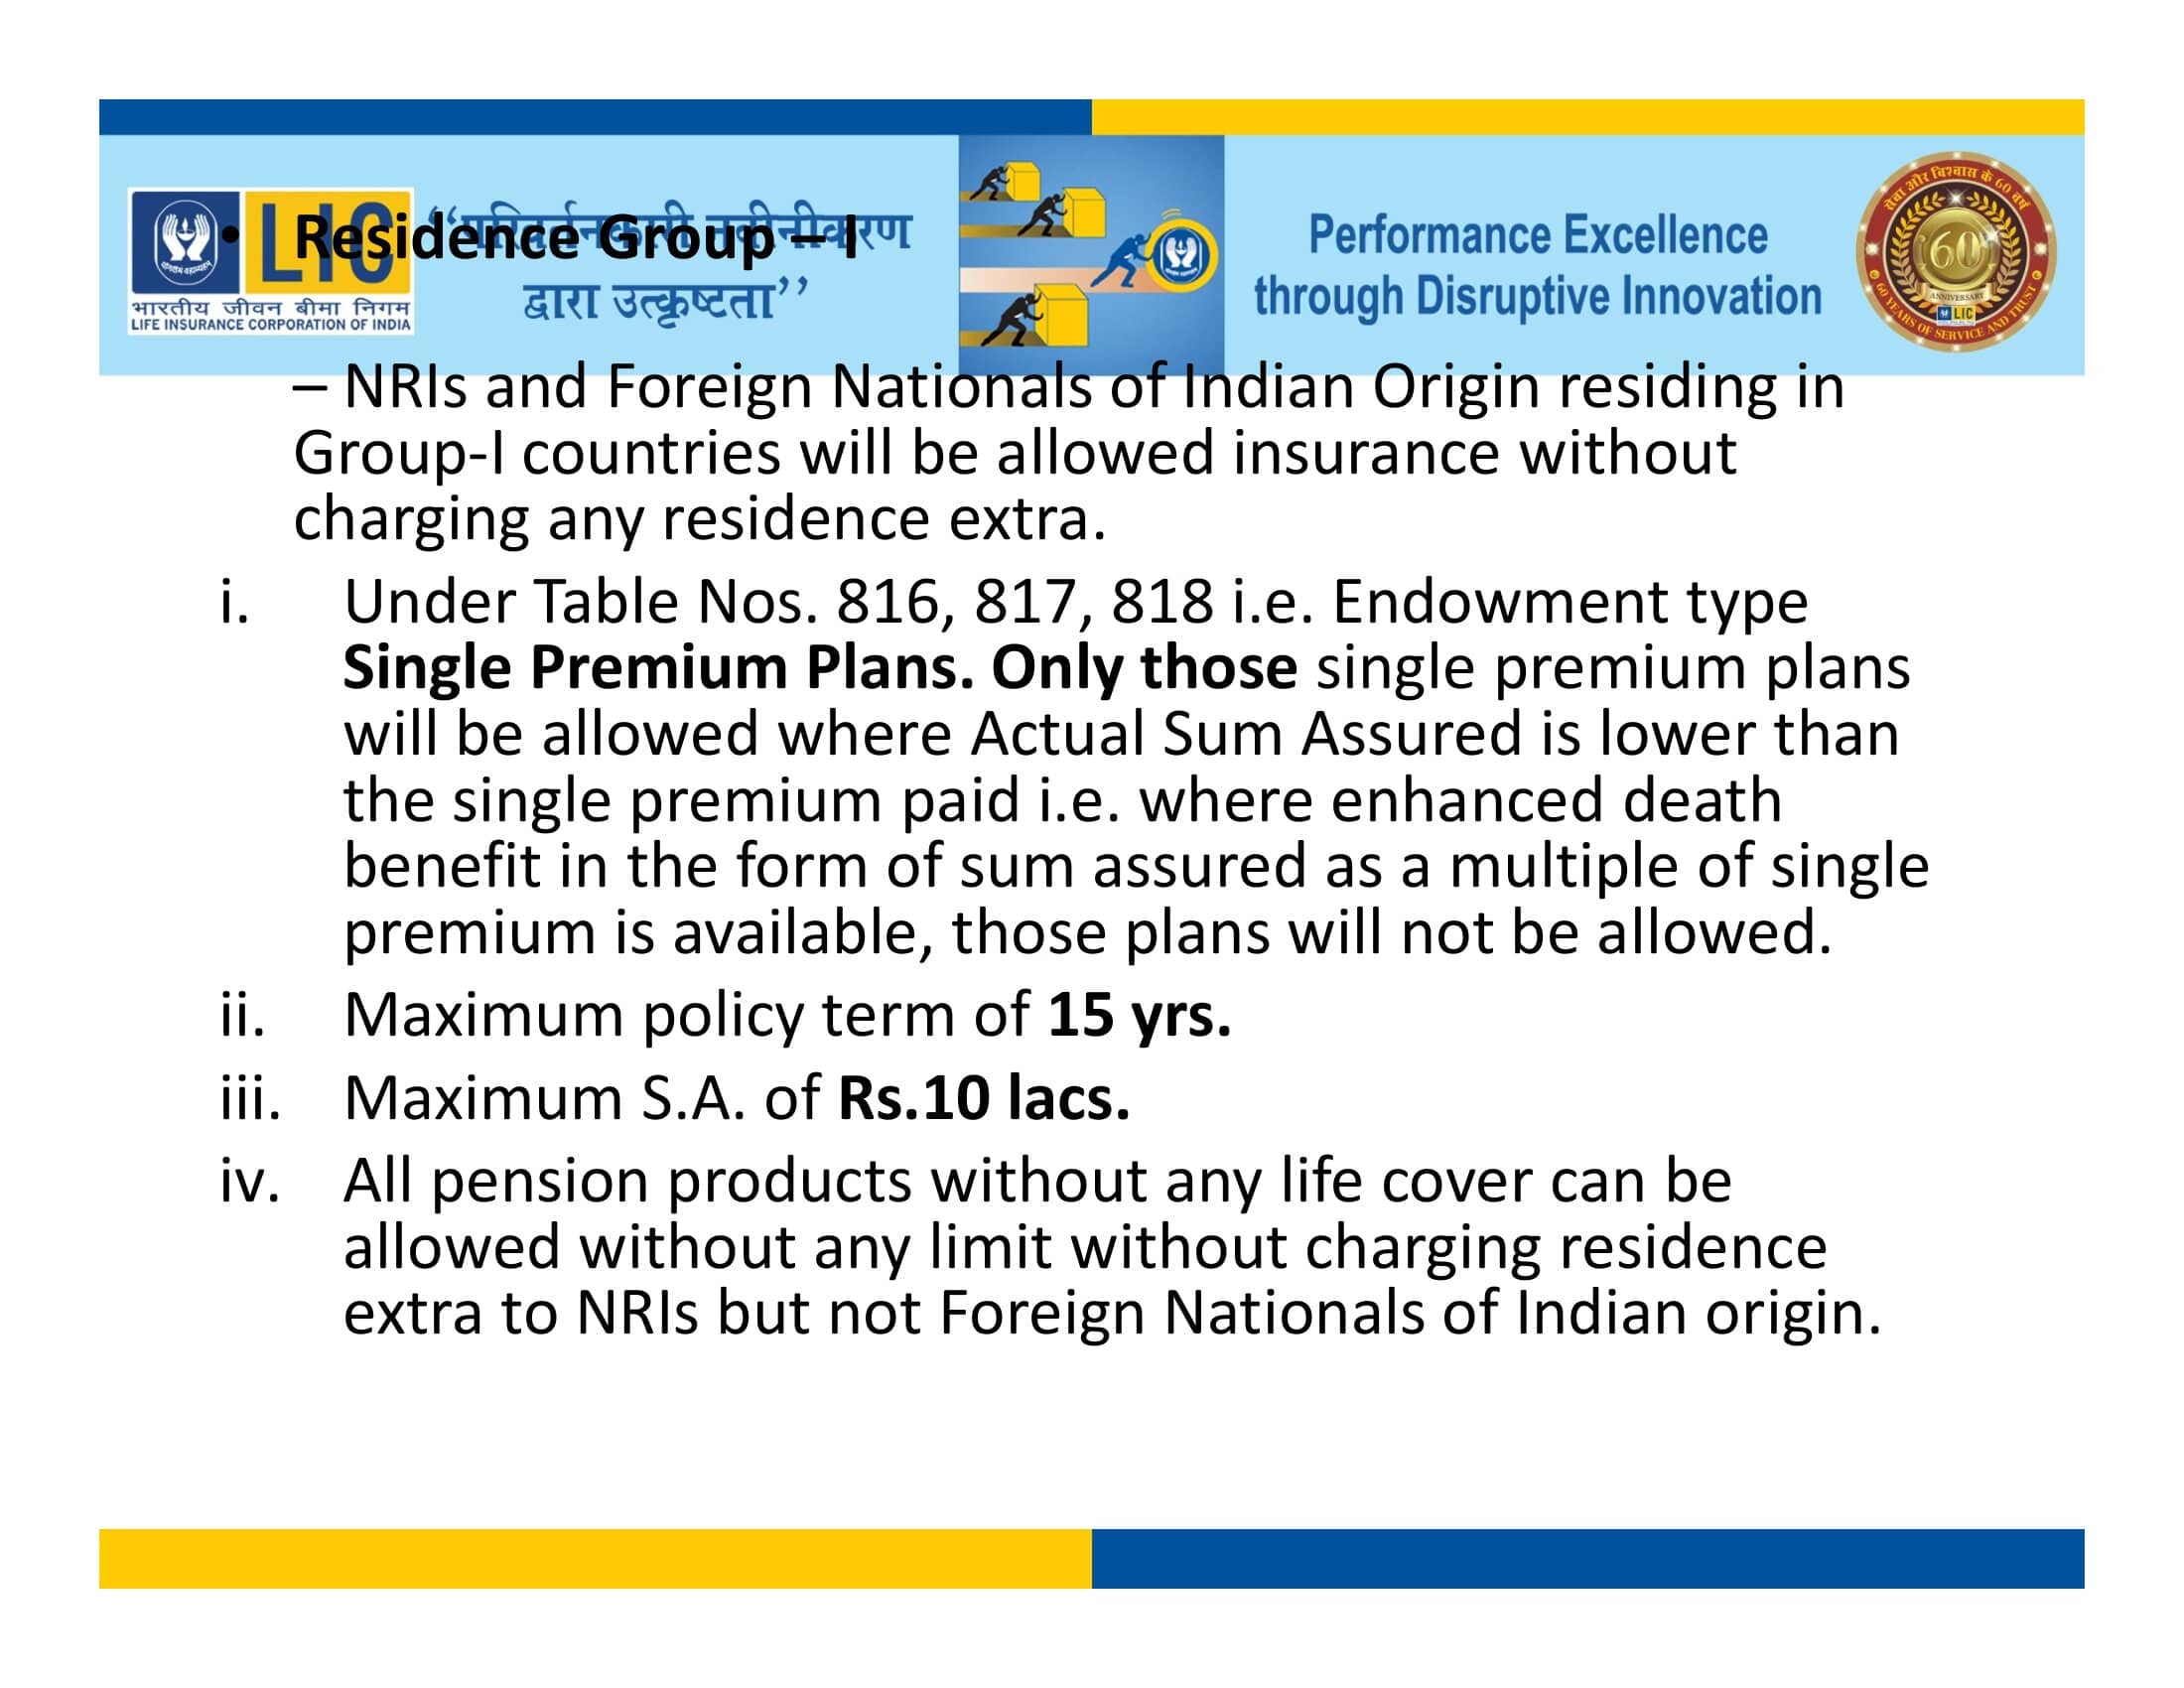 LIC
भारतीय जीवन बीमा निगम
LIFE INSURANCE CORPORATION OF INDIA
• Residence Group – I
“परिवर्तनकारी नवीनीकरण
द्वारा उत्कृष्टता”
Performance Excellence
through Disruptive Innovation
सेवा और विश्वास के 60 वर्ष
60
ANNIVERSARY
LIC
60 YEARS OF SERVICE AND TRUST
– NRIs and Foreign Nationals of Indian Origin residing in
Group-I countries will be allowed insurance without
charging any residence extra.
i. Under Table Nos. 816, 817, 818 i.e. Endowment type
Single Premium Plans. Only those single premium plans
will be allowed where Actual Sum Assured is lower than
the single premium paid i.e. where enhanced death
benefit in the form of sum assured as a multiple of single
premium is available, those plans will not be allowed.
ii. Maximum policy term of 15 yrs.
iii. Maximum S.A. of Rs.10 lacs.
iv. All pension products without any life cover can be
allowed without any limit without charging residence
extra to NRIs but not Foreign Nationals of Indian origin.